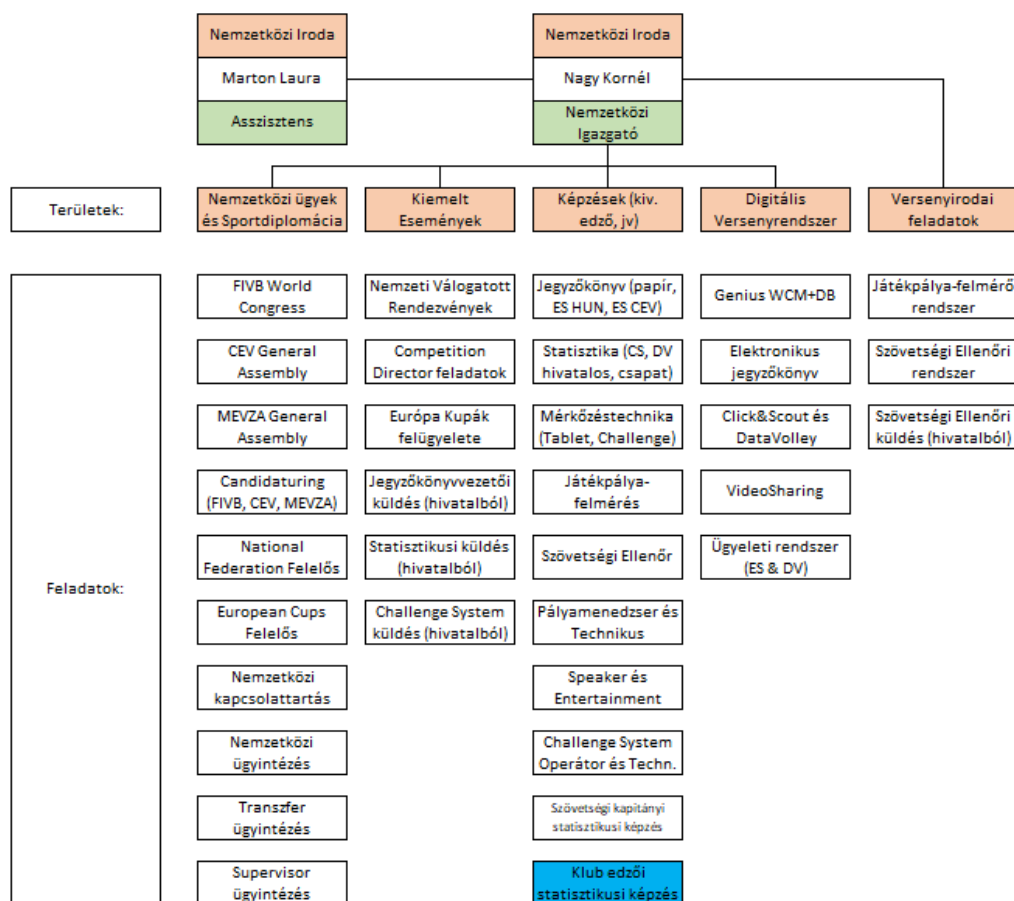 Nemzetközi Iroda
Marton Laura
Asszisztens
Nemzetközi Iroda
Nagy Kornél
Nemzetközi
Igazgató
Területek:
Nemzetközi ügyek
és Sportdiplomácia
Kiemelt
Események
Képzések (kiv.
edző, jv)
Digitális
Versenyrendszer
Versenyirodai
feladatok
Feladatok:
FIVB World
Congress
CEV General
Assembly
MEVZA General
Assembly
Candidaturing
(FIVB, CEV, MEVZA)
National
Federation Felelős
European Cups
Felelős
Nemzetközi
kapcsolattartás
Nemzetközi
ügyintézés
Transzfer
ügyintézés
Supervisor
ügyintézés
Nemzeti Válogatott
Rendezvények
Competition
Director feladatok
Európa Kupák
felügyelete
Jegyzőkönyvvezetői
küldés (hivatalból)
Statisztikusi küldés
(hivatalból)
Challenge System
küldés (hivatalból)
Jegyzőkönyv (papír,
ES HUN, ES CEV)
Statisztika (CS, DV
hivatalos, csapat)
Mérkőzéstechnika
(Tablet, Challenge)
Játékpálya-
felmérés
Szövetségi Ellenőr
Pályamenedzser és
Technikus
Speaker és
Entertainment
Challenge System
Operátor és Techn.
Szövetségi kapitányi
statisztikusi képzés
Klub edzői
statisztikusi képzés
Genius WCM+DB
Elektronikus
jegyzőkönyv
Click&Scout és
DataVolley
VideoSharing
Ügyeleti rendszer
(ES & DV)
Játékpálya-felmérő
rendszer
Szövetségi Ellenőri
rendszer
Szövetségi Ellenőri
küldés (hivatalból)